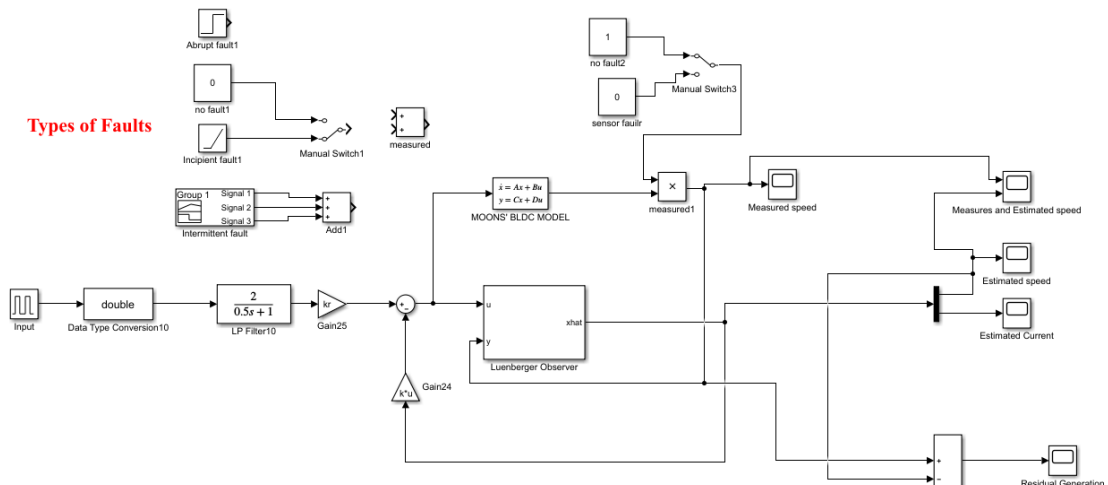 Abrupt fault1
0
no fault1
Types of Faults
Incipient fault1
Manual Switch1
+
+
measured
1
no fault2
Manual Switch3
0
sensor failr
Group 1
Signal 1
Signal 2
Signal 3
Intermittent fault
+
+
+
Add1
ẋ = Ax + Bu
y = Cx + Du
MOONS' BLDC MODEL
×
measured1
Measured speed
Measures and Estimated speed
Estimated speed
Estimated Current
Input
double
Data Type Conversion10
2
0.5s + 1
LP Filter10
kr
Gain25
+
−
u
y
xhat
Luenberger Observer
k*u
Gain24
+
−
Residual Generation